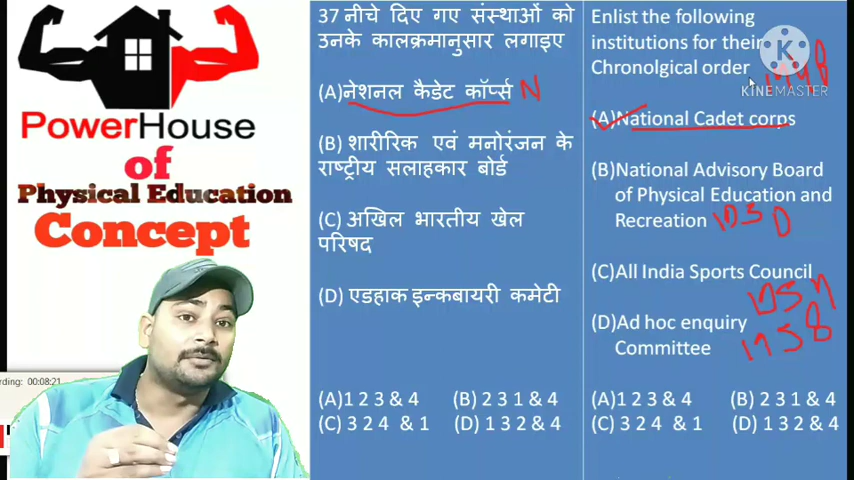 PowerHouse
of
Physical Education
Concept
rding: 00:08:21
37 नीचे दिए गए संस्थाओं को
उनके कालक्रमानुसार लगाइए
(A)नेशनल कैडेट कॉर्प्स N
(B) शारीरिक एवं मनोरंजन के
राष्ट्रीय सलाहकार बोर्ड
(C) अखिल भारतीय खेल
परिषद
(D) एडहाक इन्कबायरी कमेटी
(A)1 2 3 & 4 (B) 2 3 1 & 4
(C) 3 2 4 & 1 (D) 1 3 2 & 4
Enlist the following
institutions for their
Chronolgical order
(A)National Cadet corps
(B)National Advisory Board
of Physical Education and
Recreation 1950
(C)All India Sports Council
(D)Ad hoc enquiry
Committee 1958
(A)1 2 3 & 4 (B) 2 3 1 & 4
(C) 3 2 4 & 1 (D) 1 3 2 & 4
K
KINEMASTER